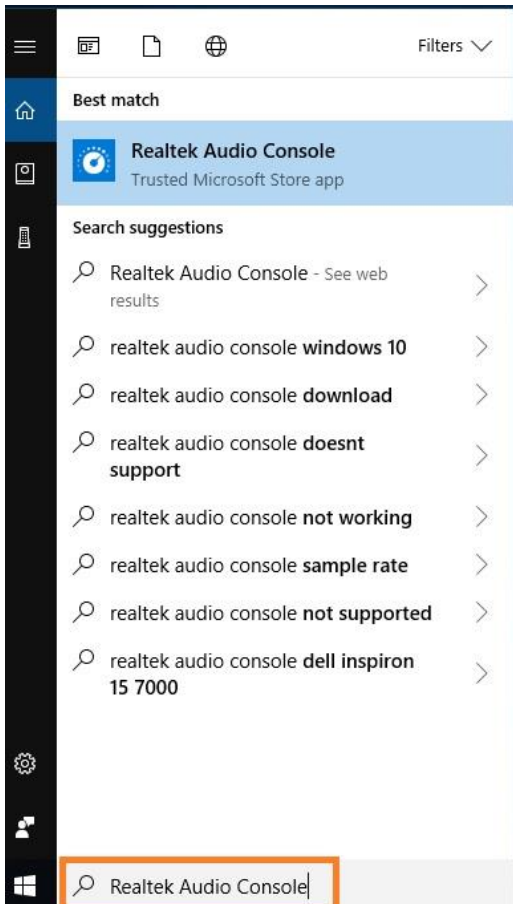 Filters
Best match
Realtek Audio Console
Trusted Microsoft Store app
Search suggestions
Realtek Audio Console - See web
results
realtek audio console windows 10
realtek audio console download
realtek audio console doesnt
support
realtek audio console not working
realtek audio console sample rate
realtek audio console not supported
realtek audio console dell inspiron
15 7000
Realtek Audio Console